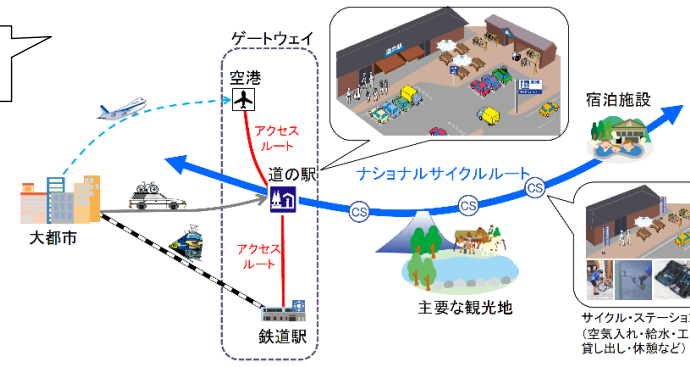 ゲートウェイ
空港
アクセス
ルート
道の駅
道の駅
ナショナルサイクルルート
宿泊施設
CS
CS
CS
大都市
アクセス
ルート
主要な観光地
鉄道駅
サイクル・ステーション
(空気入れ・給水・工
貸し出し・休憩など)